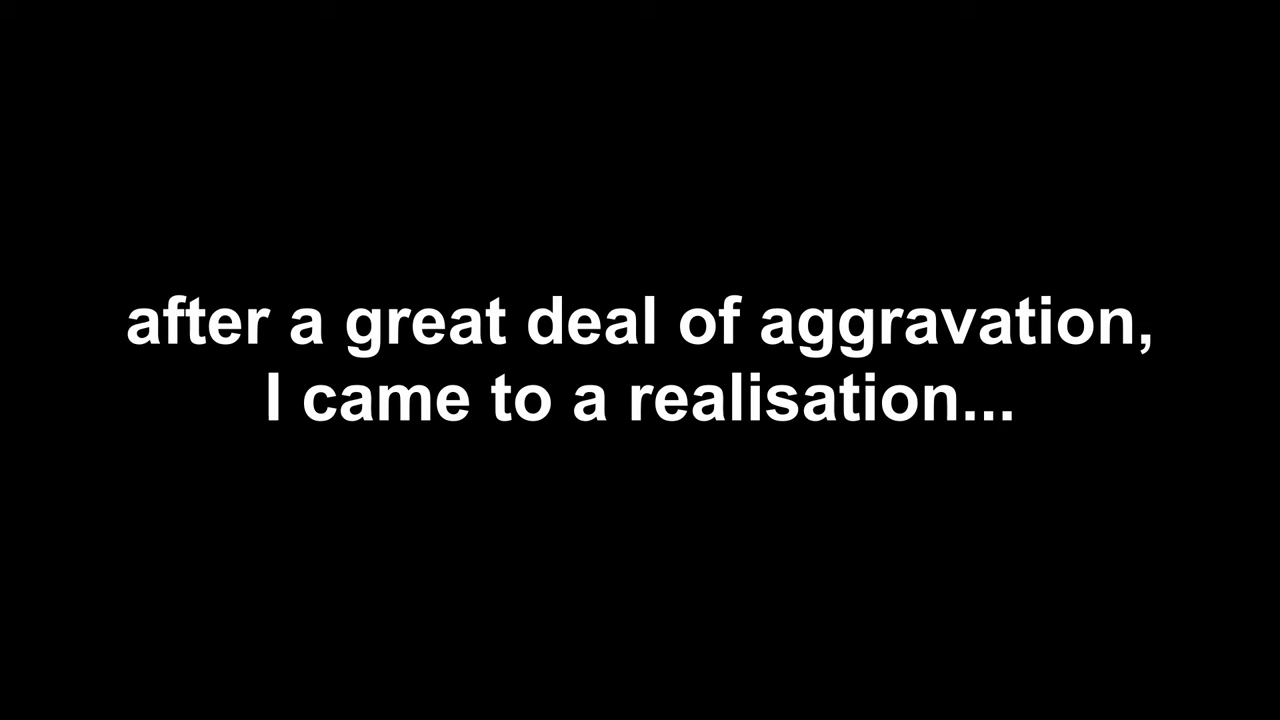 after a great deal of aggravation,
I came to a realisation...